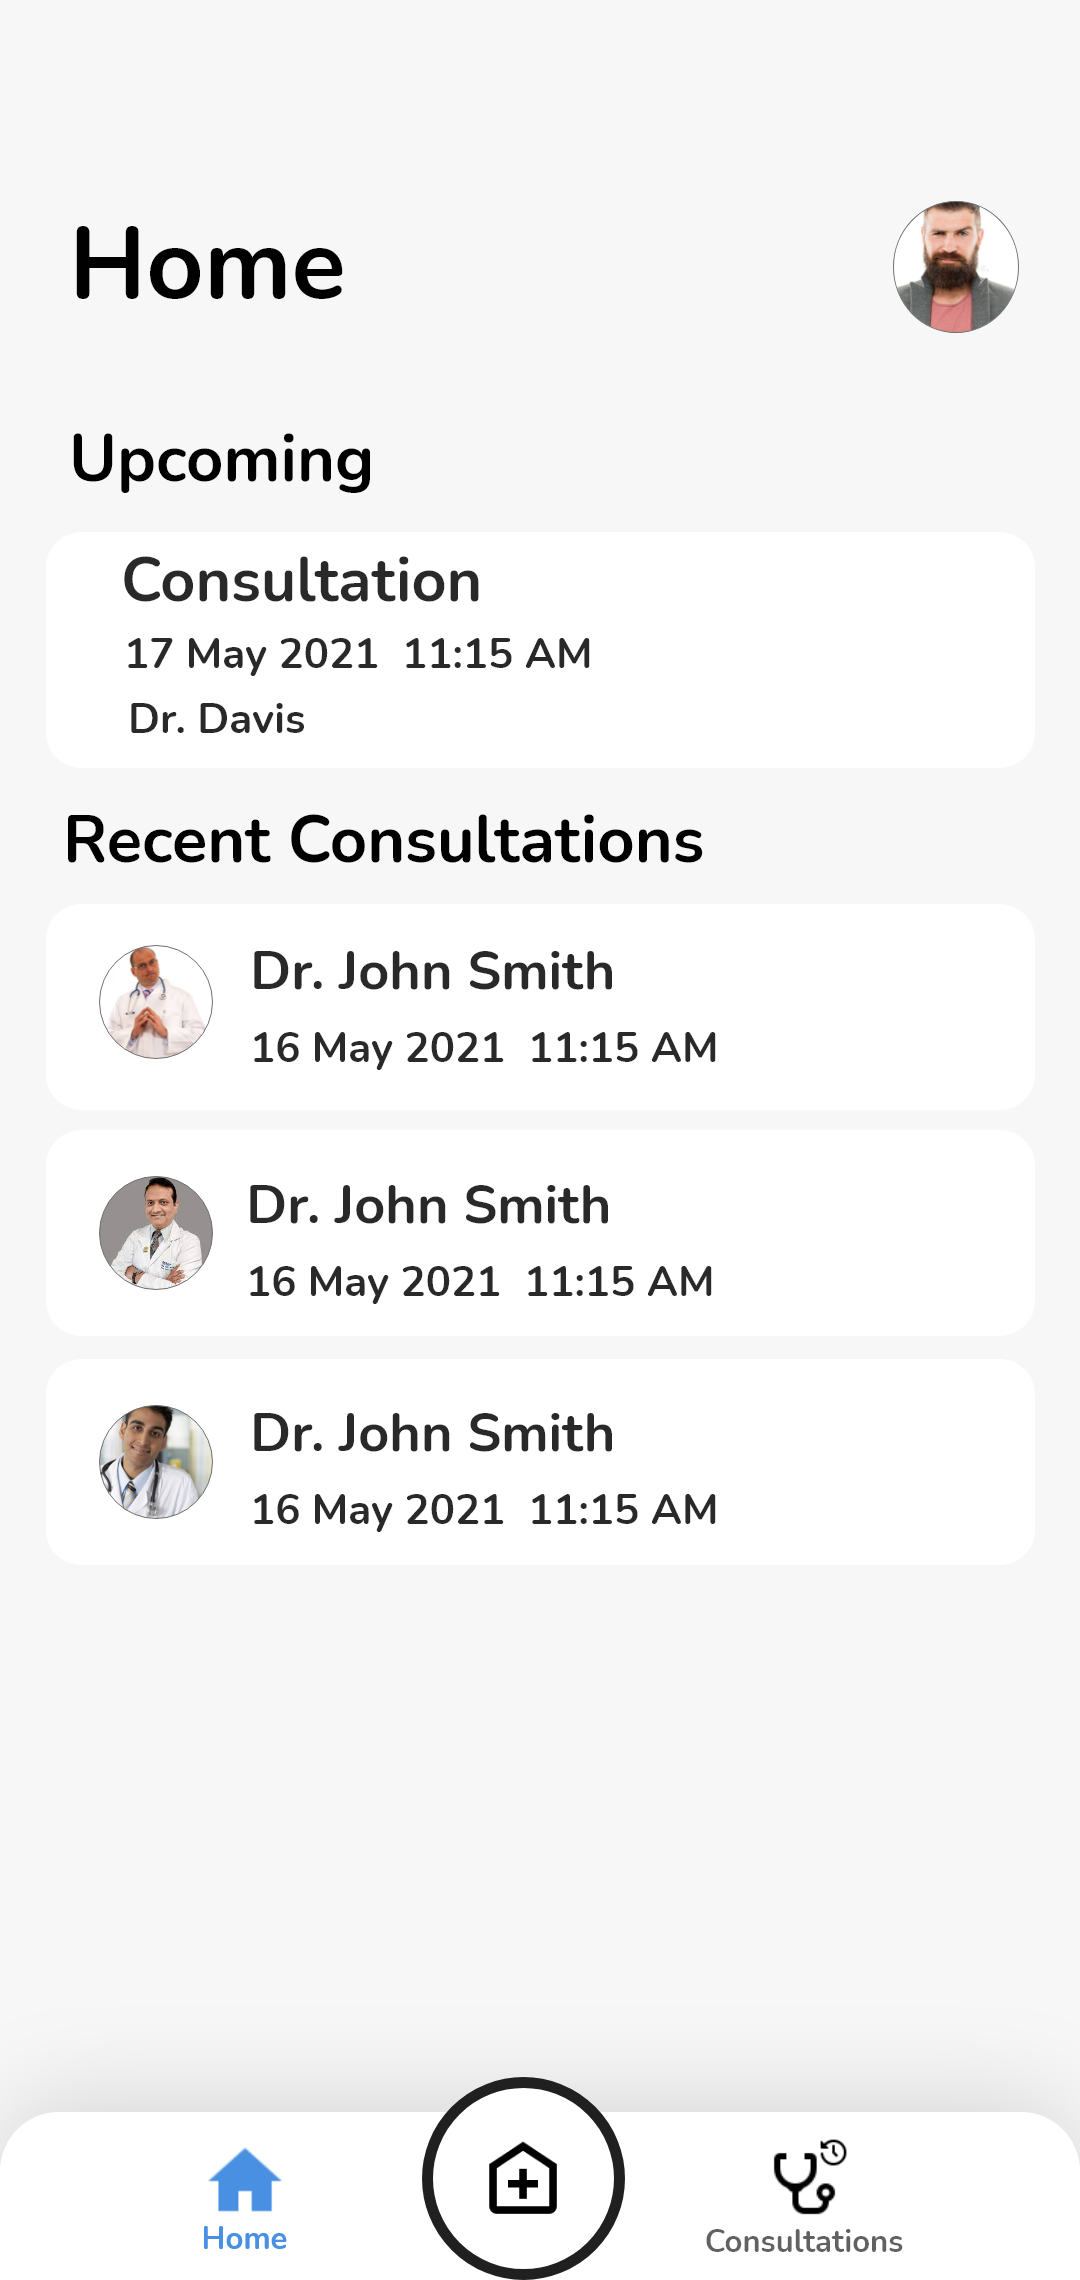 Home
Upcoming
Consultation
17 May 2021  11:15 AM
Dr. Davis
Recent Consultations
Dr. John Smith
16 May 2021  11:15 AM
Dr. John Smith
16 May 2021  11:15 AM
Dr. John Smith
16 May 2021  11:15 AM
Home
Consultations